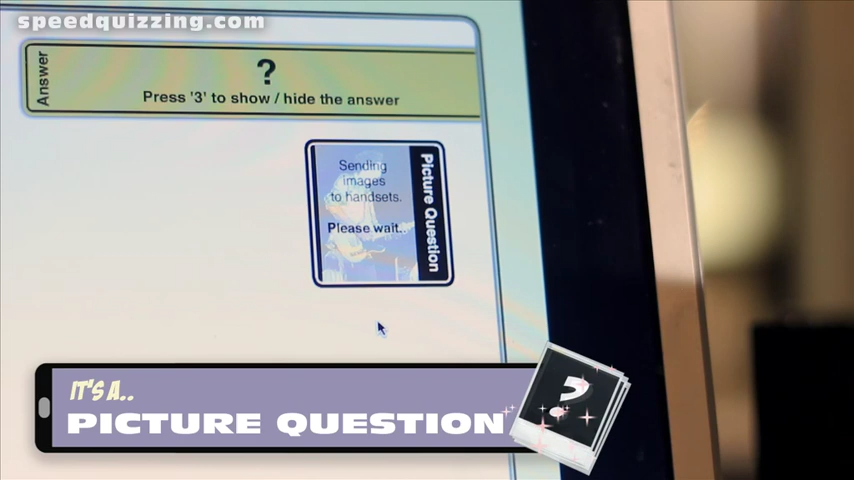 speedquizzing.com
Answer
?
Press '3' to show / hide the answer
Sending
images
to handsets.
Please wait..
Picture Question
IT'S A..
PICTURE QUESTION
?